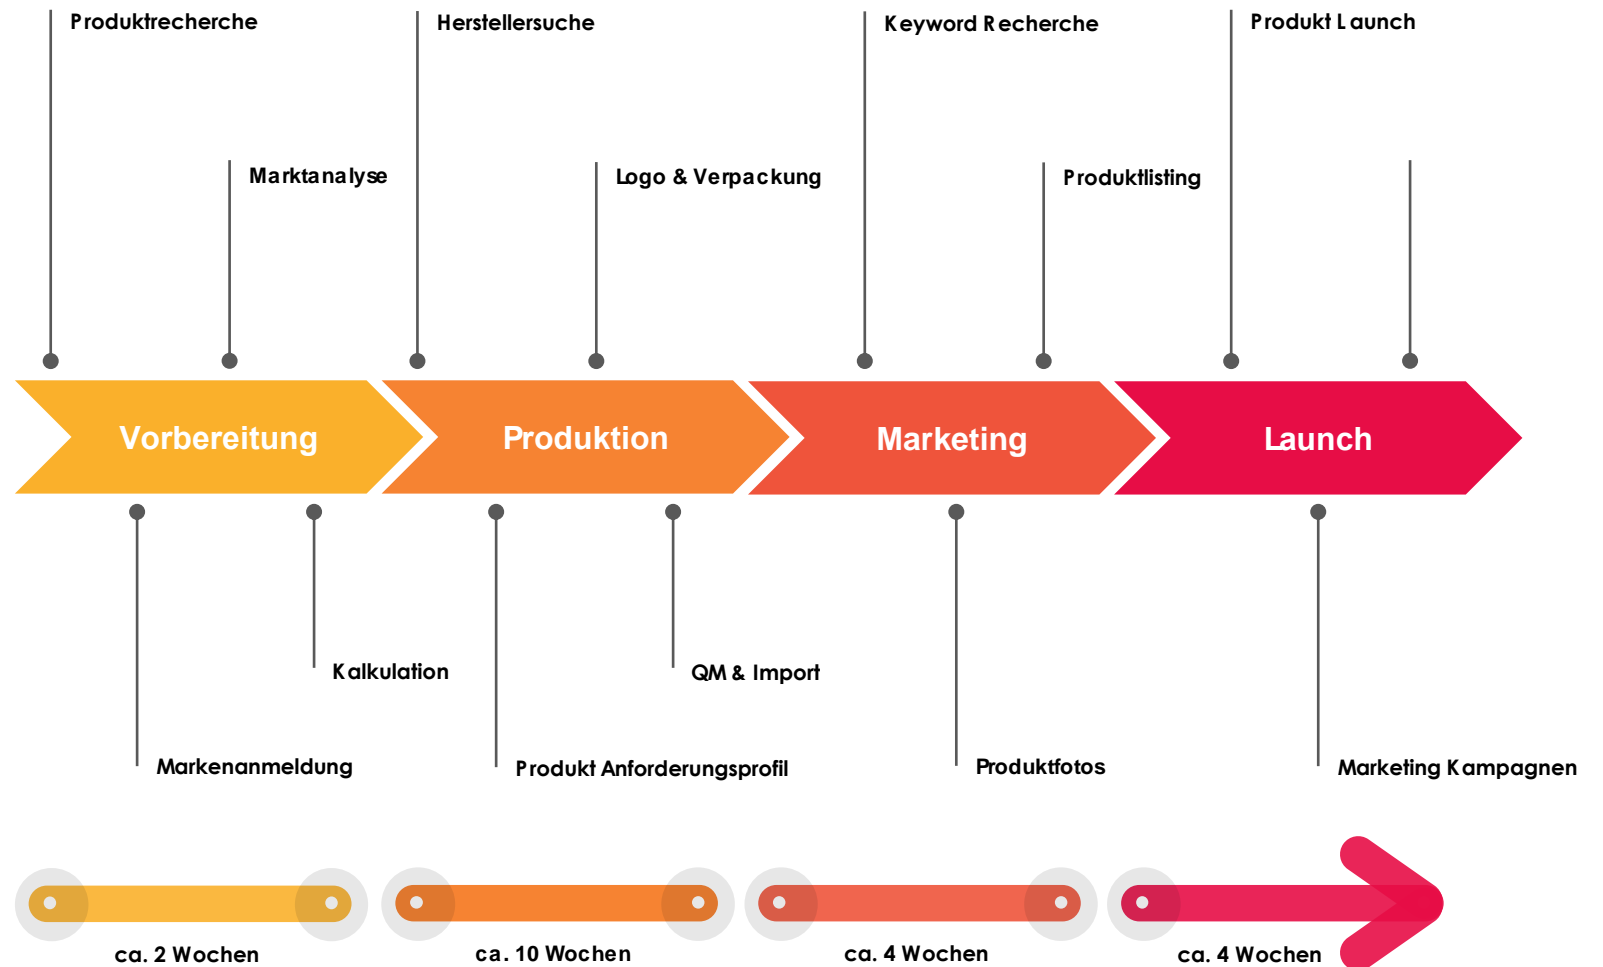 Produktrecherche
Herstellersuche
Keyword Recherche
Produkt Launch
Marktanalyse
Logo & Verpackung
Produktlisting
Vorbereitung
Produktion
Marketing
Launch
Kalkulation
QM & Import
Markenanmeldung
Produkt Anforderungsprofil
Produktfotos
Marketing Kampagnen
ca. 2 Wochen
ca. 10 Wochen
ca. 4 Wochen
ca. 4 Wochen